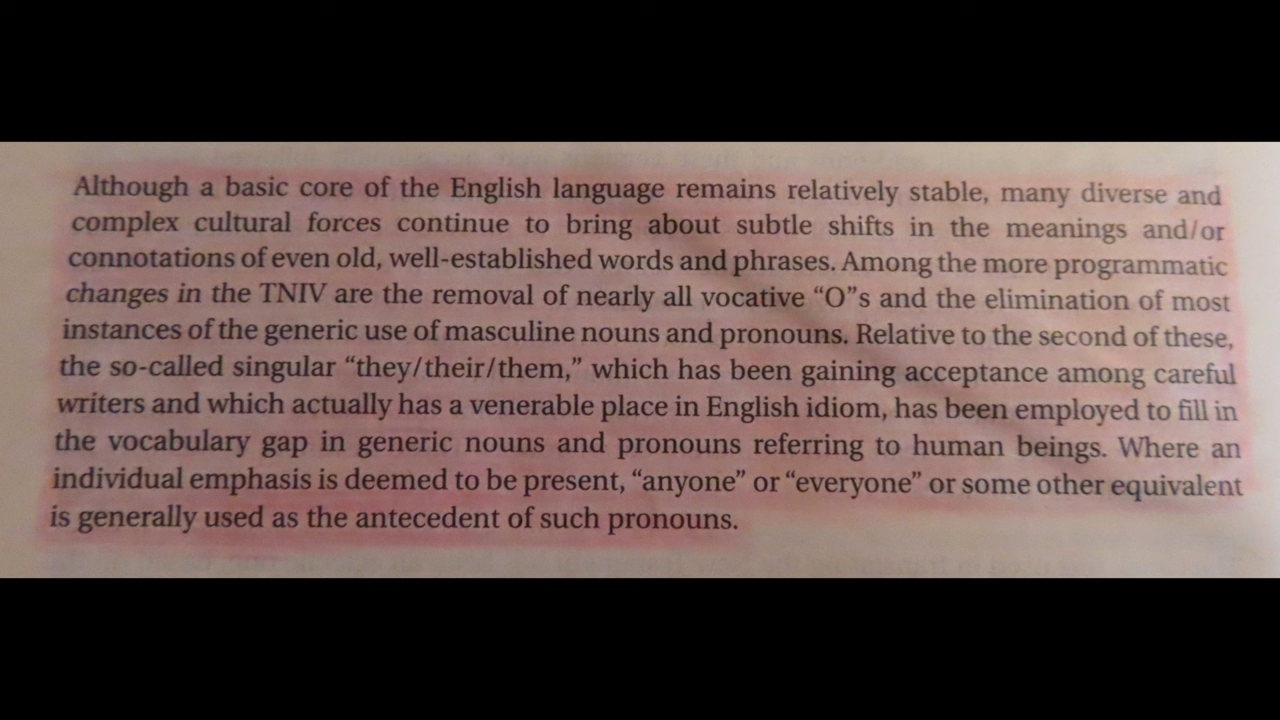 Although a basic core of the English language remains relatively stable, many diverse and
complex cultural forces continue to bring about subtle shifts in the meanings and/or
connotations of even old, well-established words and phrases. Among the more programmatic
changes in the TNIV are the removal of nearly all vocative “O”s and the elimination of most
instances of the generic use of masculine nouns and pronouns. Relative to the second of these,
the so-called singular “they/their/them,” which has been gaining acceptance among careful
writers and which actually has a venerable place in English idiom, has been employed to fill in
the vocabulary gap in generic nouns and pronouns referring to human beings. Where an
individual emphasis is deemed to be present, “anyone” or “everyone” or some other equivalent
is generally used as the antecedent of such pronouns.